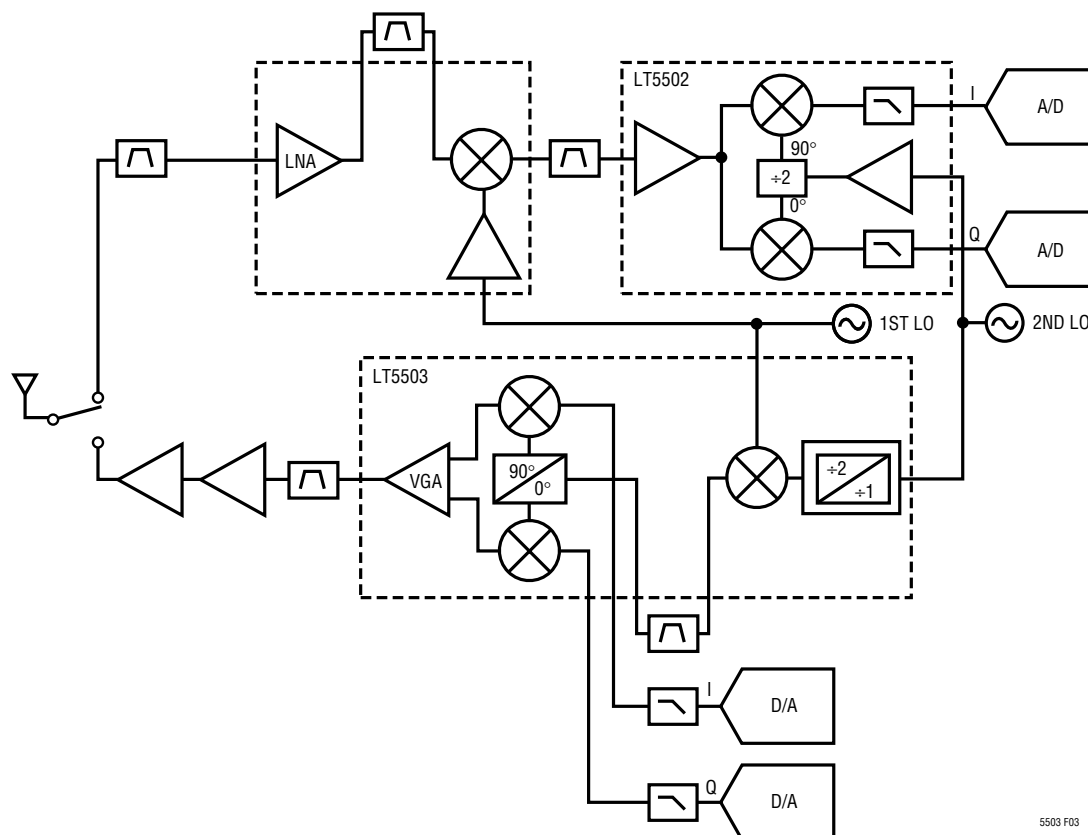 LT5502
I
A/D
LNA
90°
÷2
0°
Q
A/D
1ST LO
2ND LO
LT5503
VGA
90°
0°
÷2
÷1
I
D/A
Q
D/A
5503 F03